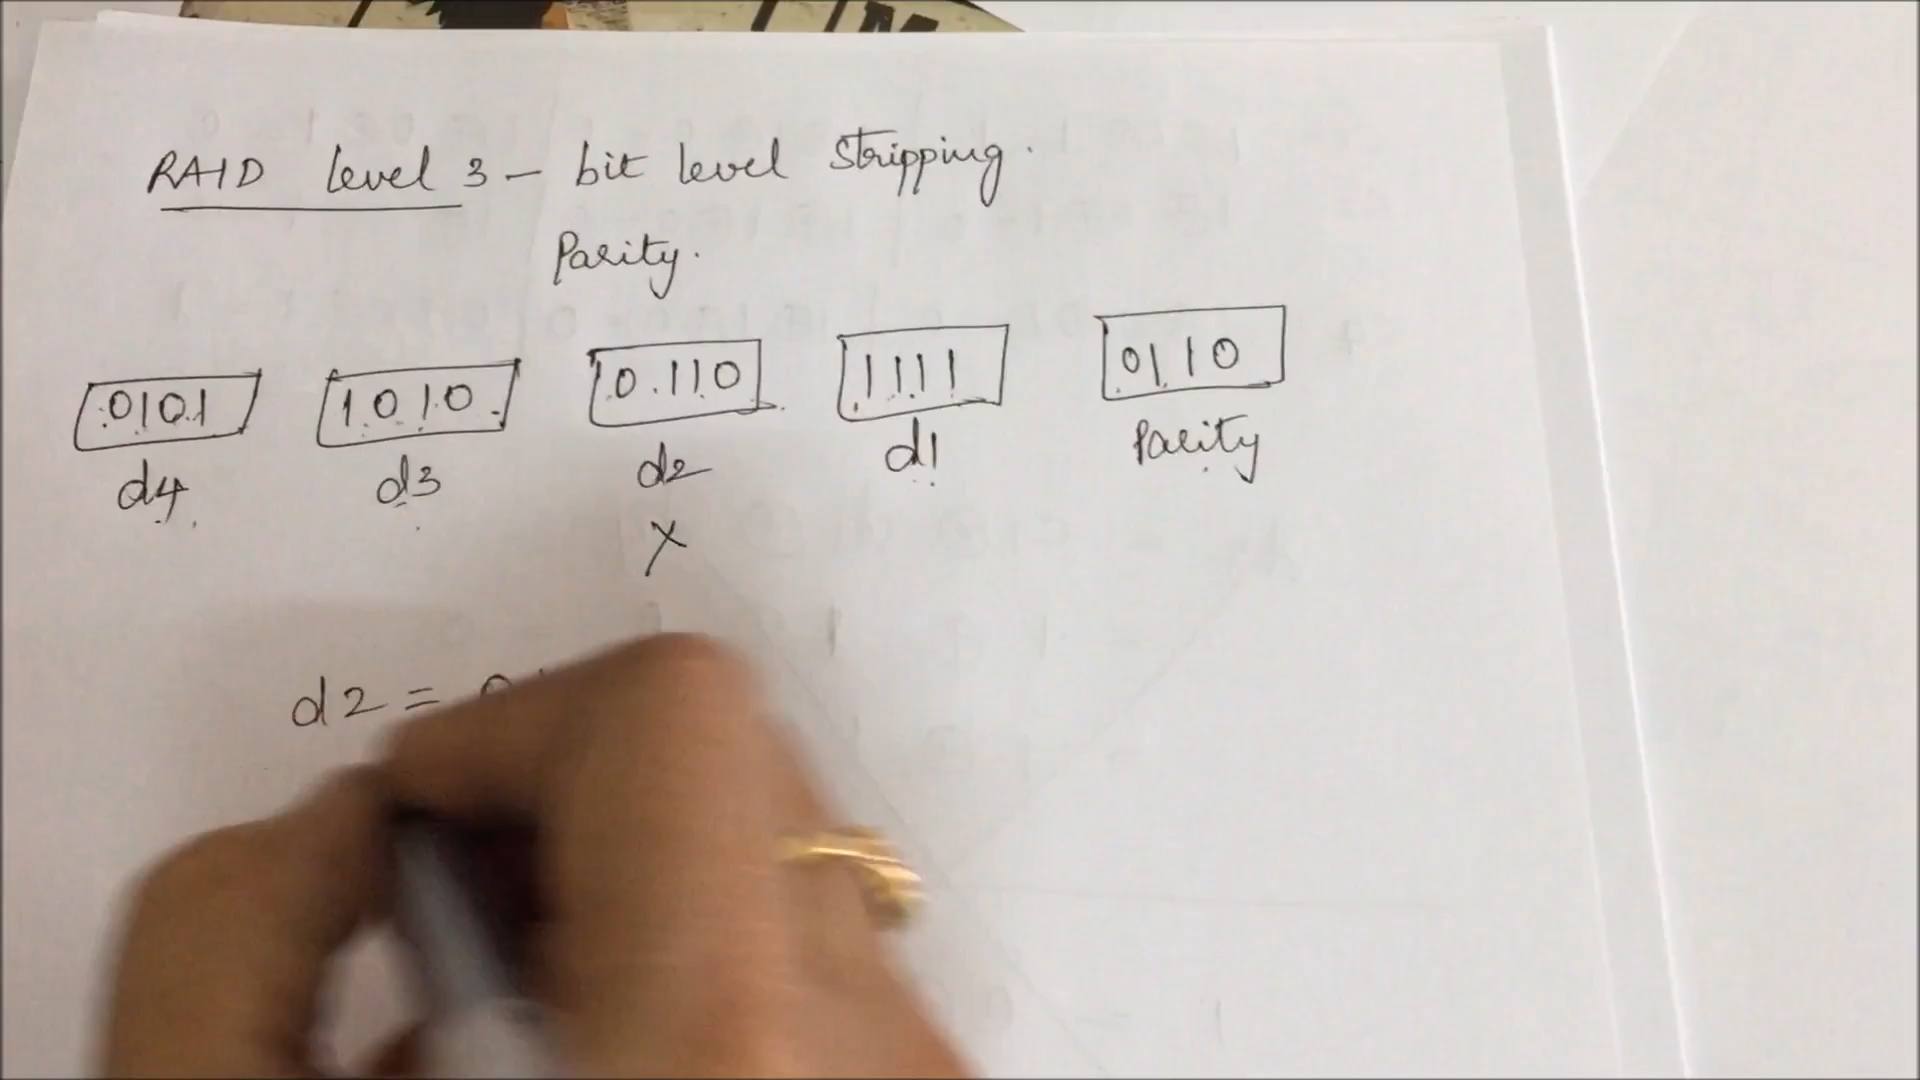 RAID level 3 - bit level Stripping.
Parity.
0101 1010 0110 1111 0110
d4 d3 d2 d1 Parity
X
d2 =